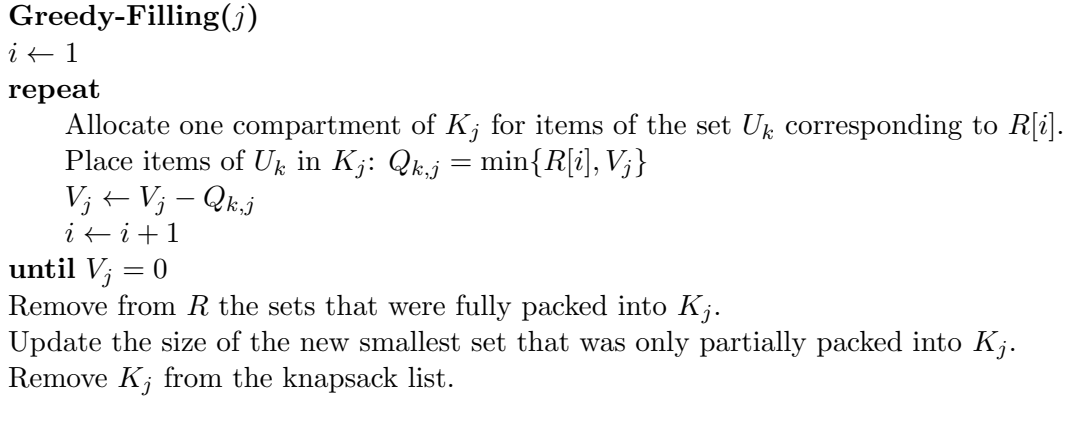 Greedy-Filling(j)
i ← 1
repeat
Allocate one compartment of K_j for items of the set U_k corresponding to R[i].
Place items of U_k in K_j: Q_{k,j} = min{R[i], V_j}
V_j ← V_j − Q_{k,j}
i ← i + 1
until V_j = 0
Remove from R the sets that were fully packed into K_j.
Update the size of the new smallest set that was only partially packed into K_j.
Remove K_j from the knapsack list.